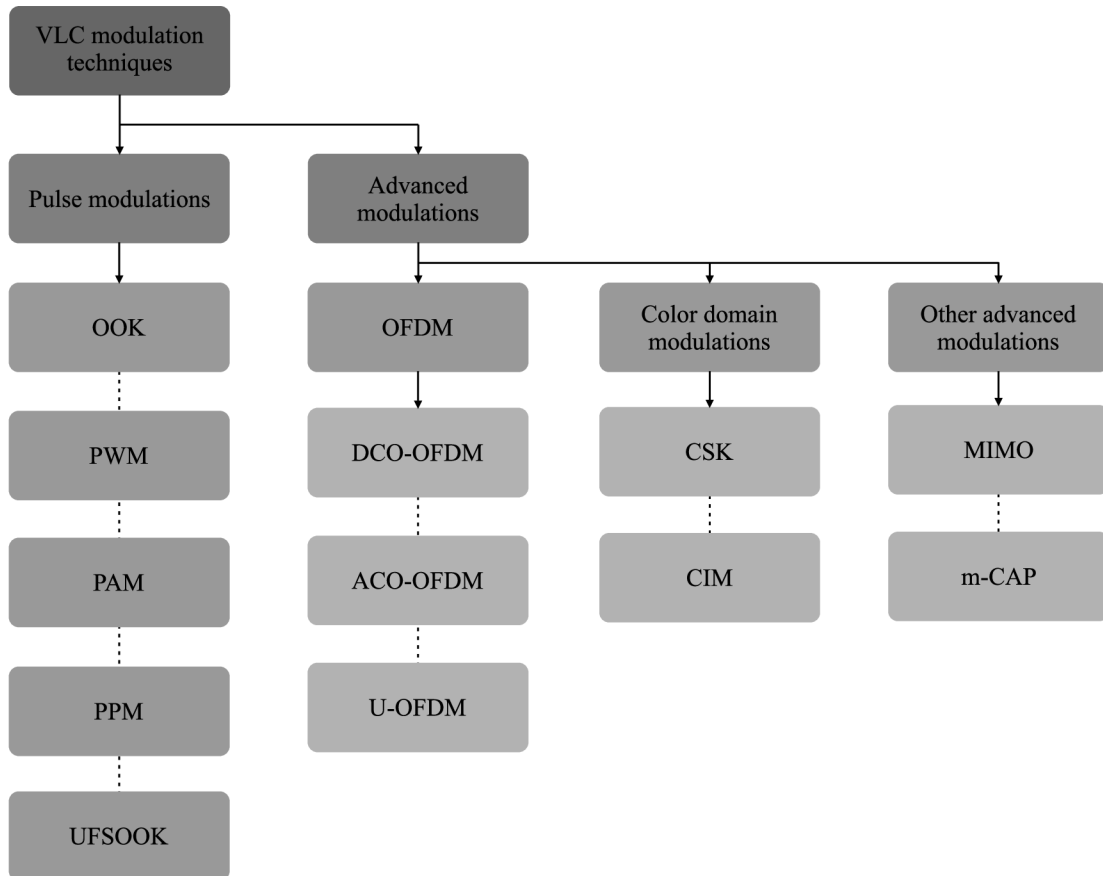 VLC modulation
techniques
Pulse modulations
Advanced
modulations
OOK
OFDM
Color domain
modulations
Other advanced
modulations
PWM
DCO-OFDM
CSK
MIMO
PAM
ACO-OFDM
CIM
m-CAP
PPM
U-OFDM
UFSOOK